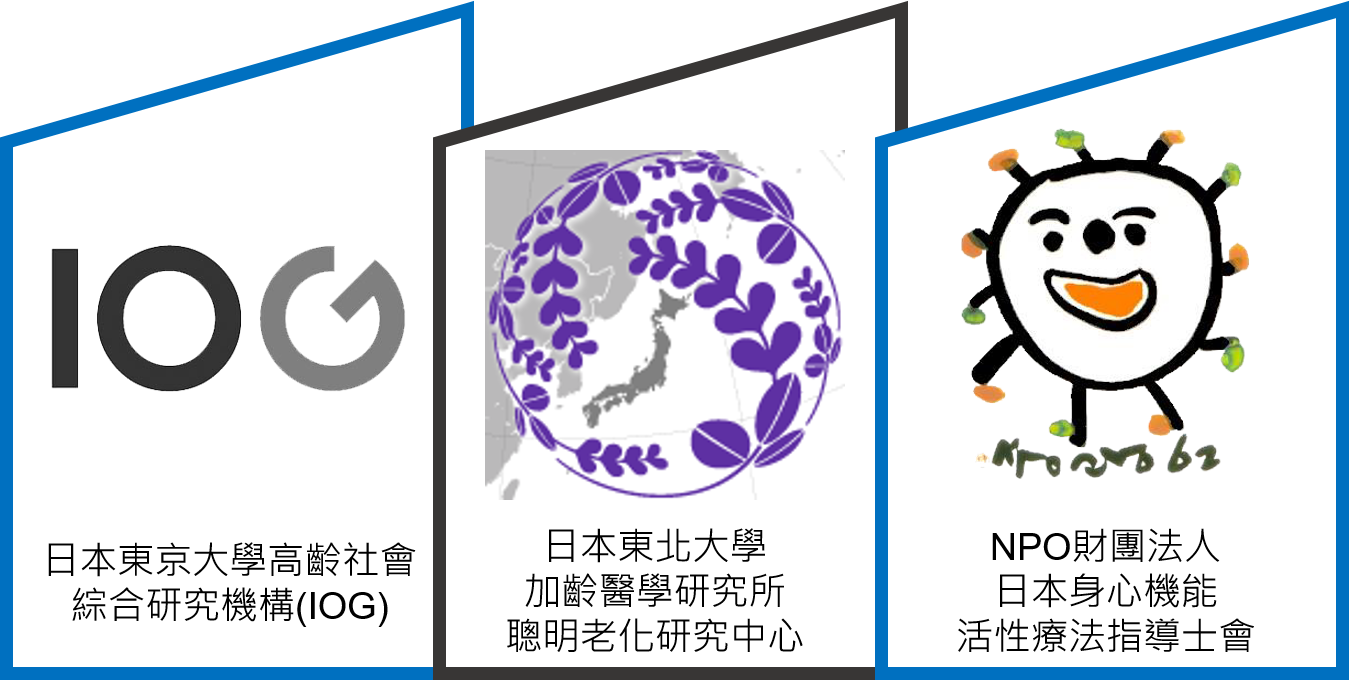 IOG
日本東京大學高齡社會
綜合研究機構(IOG)
日本東北大學
加齡醫學研究所
聰明老化研究中心
NPO財團法人
日本身心機能
活性療法指導士會